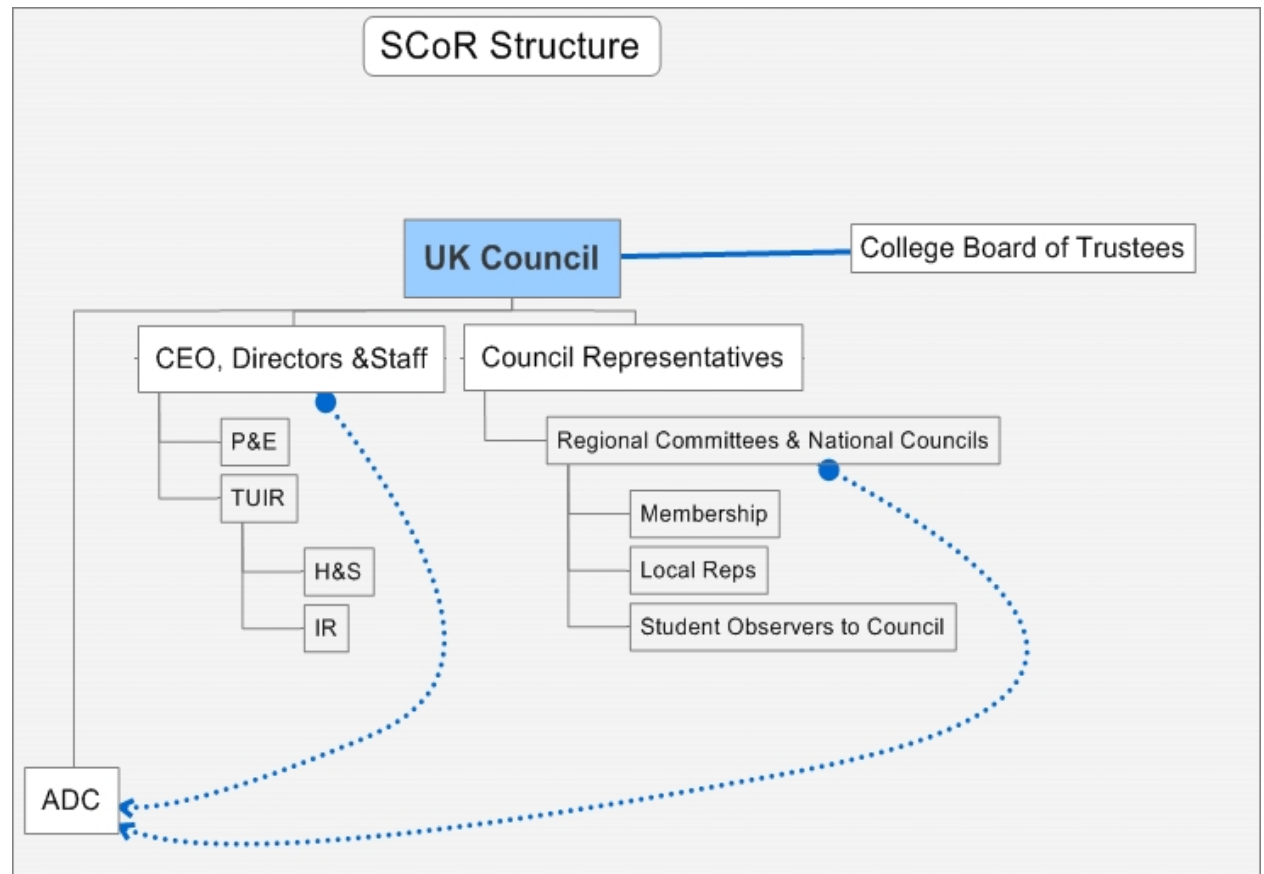 SCoR Structure
UK Council
College Board of Trustees
CEO, Directors &Staff
Council Representatives
P&E
TUIR
H&S
IR
Regional Committees & National Councils
Membership
Local Reps
Student Observers to Council
ADC